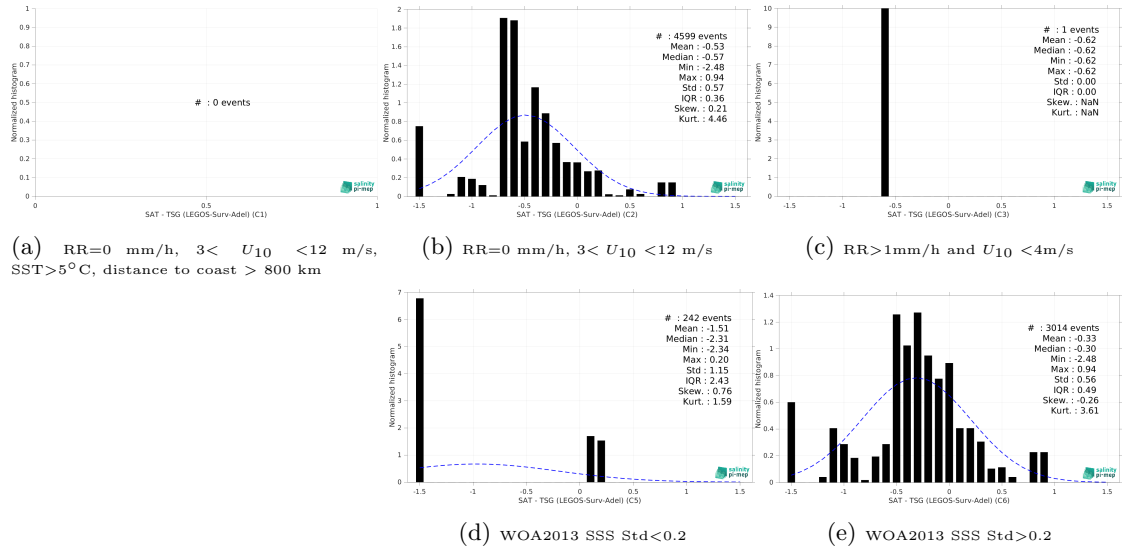 1
0.9
0.8
0.7
0.6
0.5
0.4
0.3
0.2
0.1
0
Normalized histogram
# : 0 events
salinity
pi-mep
0 0.5 1
SAT - TSG (LEGOS-Surv-Adel) (C1)
(a) RR=0 mm/h, 3< U10 <12 m/s,
SST>5°C, distance to coast > 800 km
2
1.8
1.6
1.4
1.2
1
0.8
0.6
0.4
0.2
0
Normalized histogram
# : 4599 events
Mean : -0.53
Median : -0.57
Min : -2.48
Max : 0.94
Std : 0.57
IQR : 0.36
Skew. : 0.21
Kurt. : 4.46
salinity
pi-mep
-1.5 -1 -0.5 0 0.5 1 1.5
SAT - TSG (LEGOS-Surv-Adel) (C2)
(b) RR=0 mm/h, 3< U10 <12 m/s
10
9
8
7
6
5
4
3
2
1
0
Normalized histogram
# : 1 events
Mean : -0.62
Median : -0.62
Min : -0.62
Max : -0.62
Std : 0.00
IQR : 0.00
Skew. : NaN
Kurt. : NaN
salinity
pi-mep
-1.5 -1 -0.5 0 0.5 1 1.5
SAT - TSG (LEGOS-Surv-Adel) (C3)
(c) RR>1mm/h and U10 <4m/s
7
6
5
4
3
2
1
0
Normalized histogram
# : 242 events
Mean : -1.51
Median : -2.31
Min : -2.34
Max : 0.20
Std : 1.15
IQR : 2.43
Skew. : 0.76
Kurt. : 1.59
salinity
pi-mep
-1.5 -1 -0.5 0 0.5 1 1.5
SAT - TSG (LEGOS-Surv-Adel) (C5)
(d) WOA2013 SSS Std<0.2
1.4
1.2
1
0.8
0.6
0.4
0.2
0
Normalized histogram
# : 3014 events
Mean : -0.33
Median : -0.30
Min : -2.48
Max : 0.94
Std : 0.56
IQR : 0.49
Skew. : -0.26
Kurt. : 3.61
salinity
pi-mep
-1.5 -1 -0.5 0 0.5 1 1.5
SAT - TSG (LEGOS-Surv-Adel) (C6)
(e) WOA2013 SSS Std>0.2